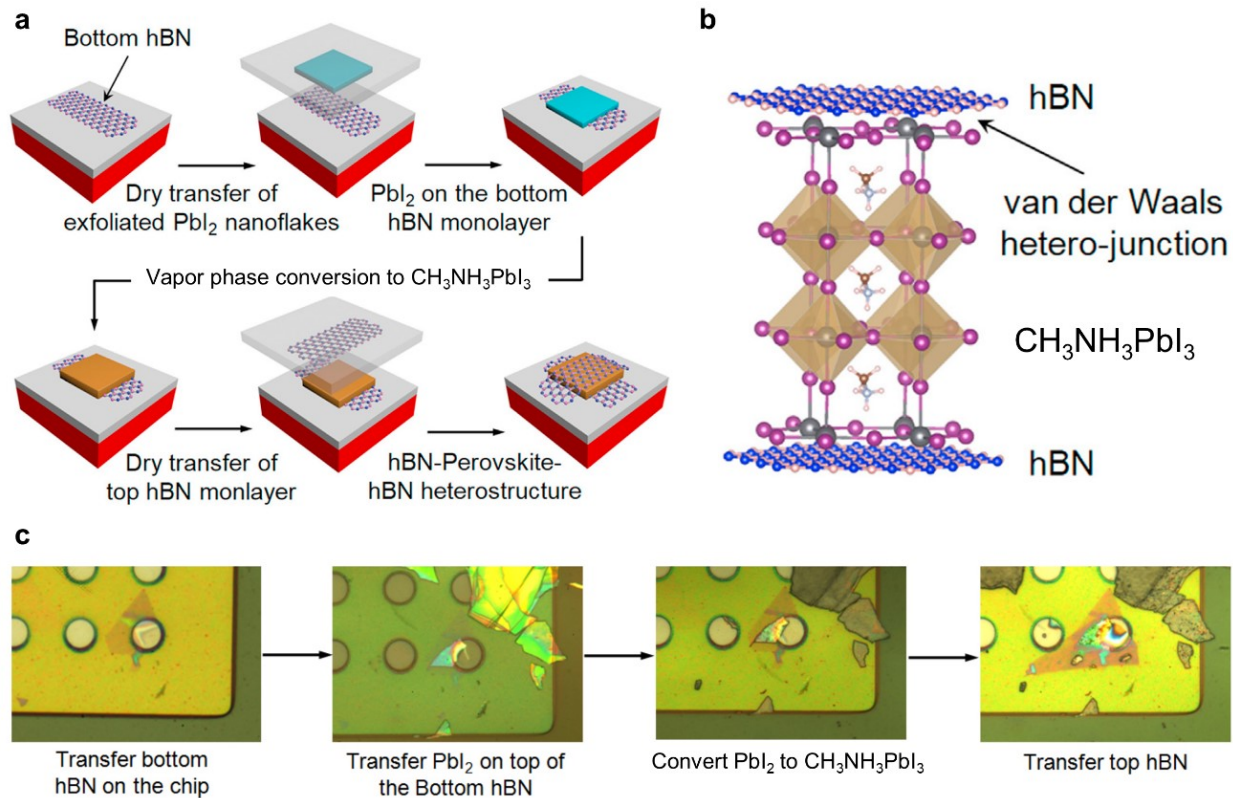 a
Bottom hBN
Dry transfer of
exfoliated PbI₂ nanoflakes
PbI₂ on the bottom
hBN monolayer
Vapor phase conversion to CH₃NH₃PbI₃
Dry transfer of
top hBN monlayer
hBN-Perovskite-
hBN heterostructure
b
hBN
van der Waals
hetero-junction
CH₃NH₃PbI₃
hBN
c
Transfer bottom
hBN on the chip
Transfer PbI₂ on top of
the Bottom hBN
Convert PbI₂ to CH₃NH₃PbI₃
Transfer top hBN